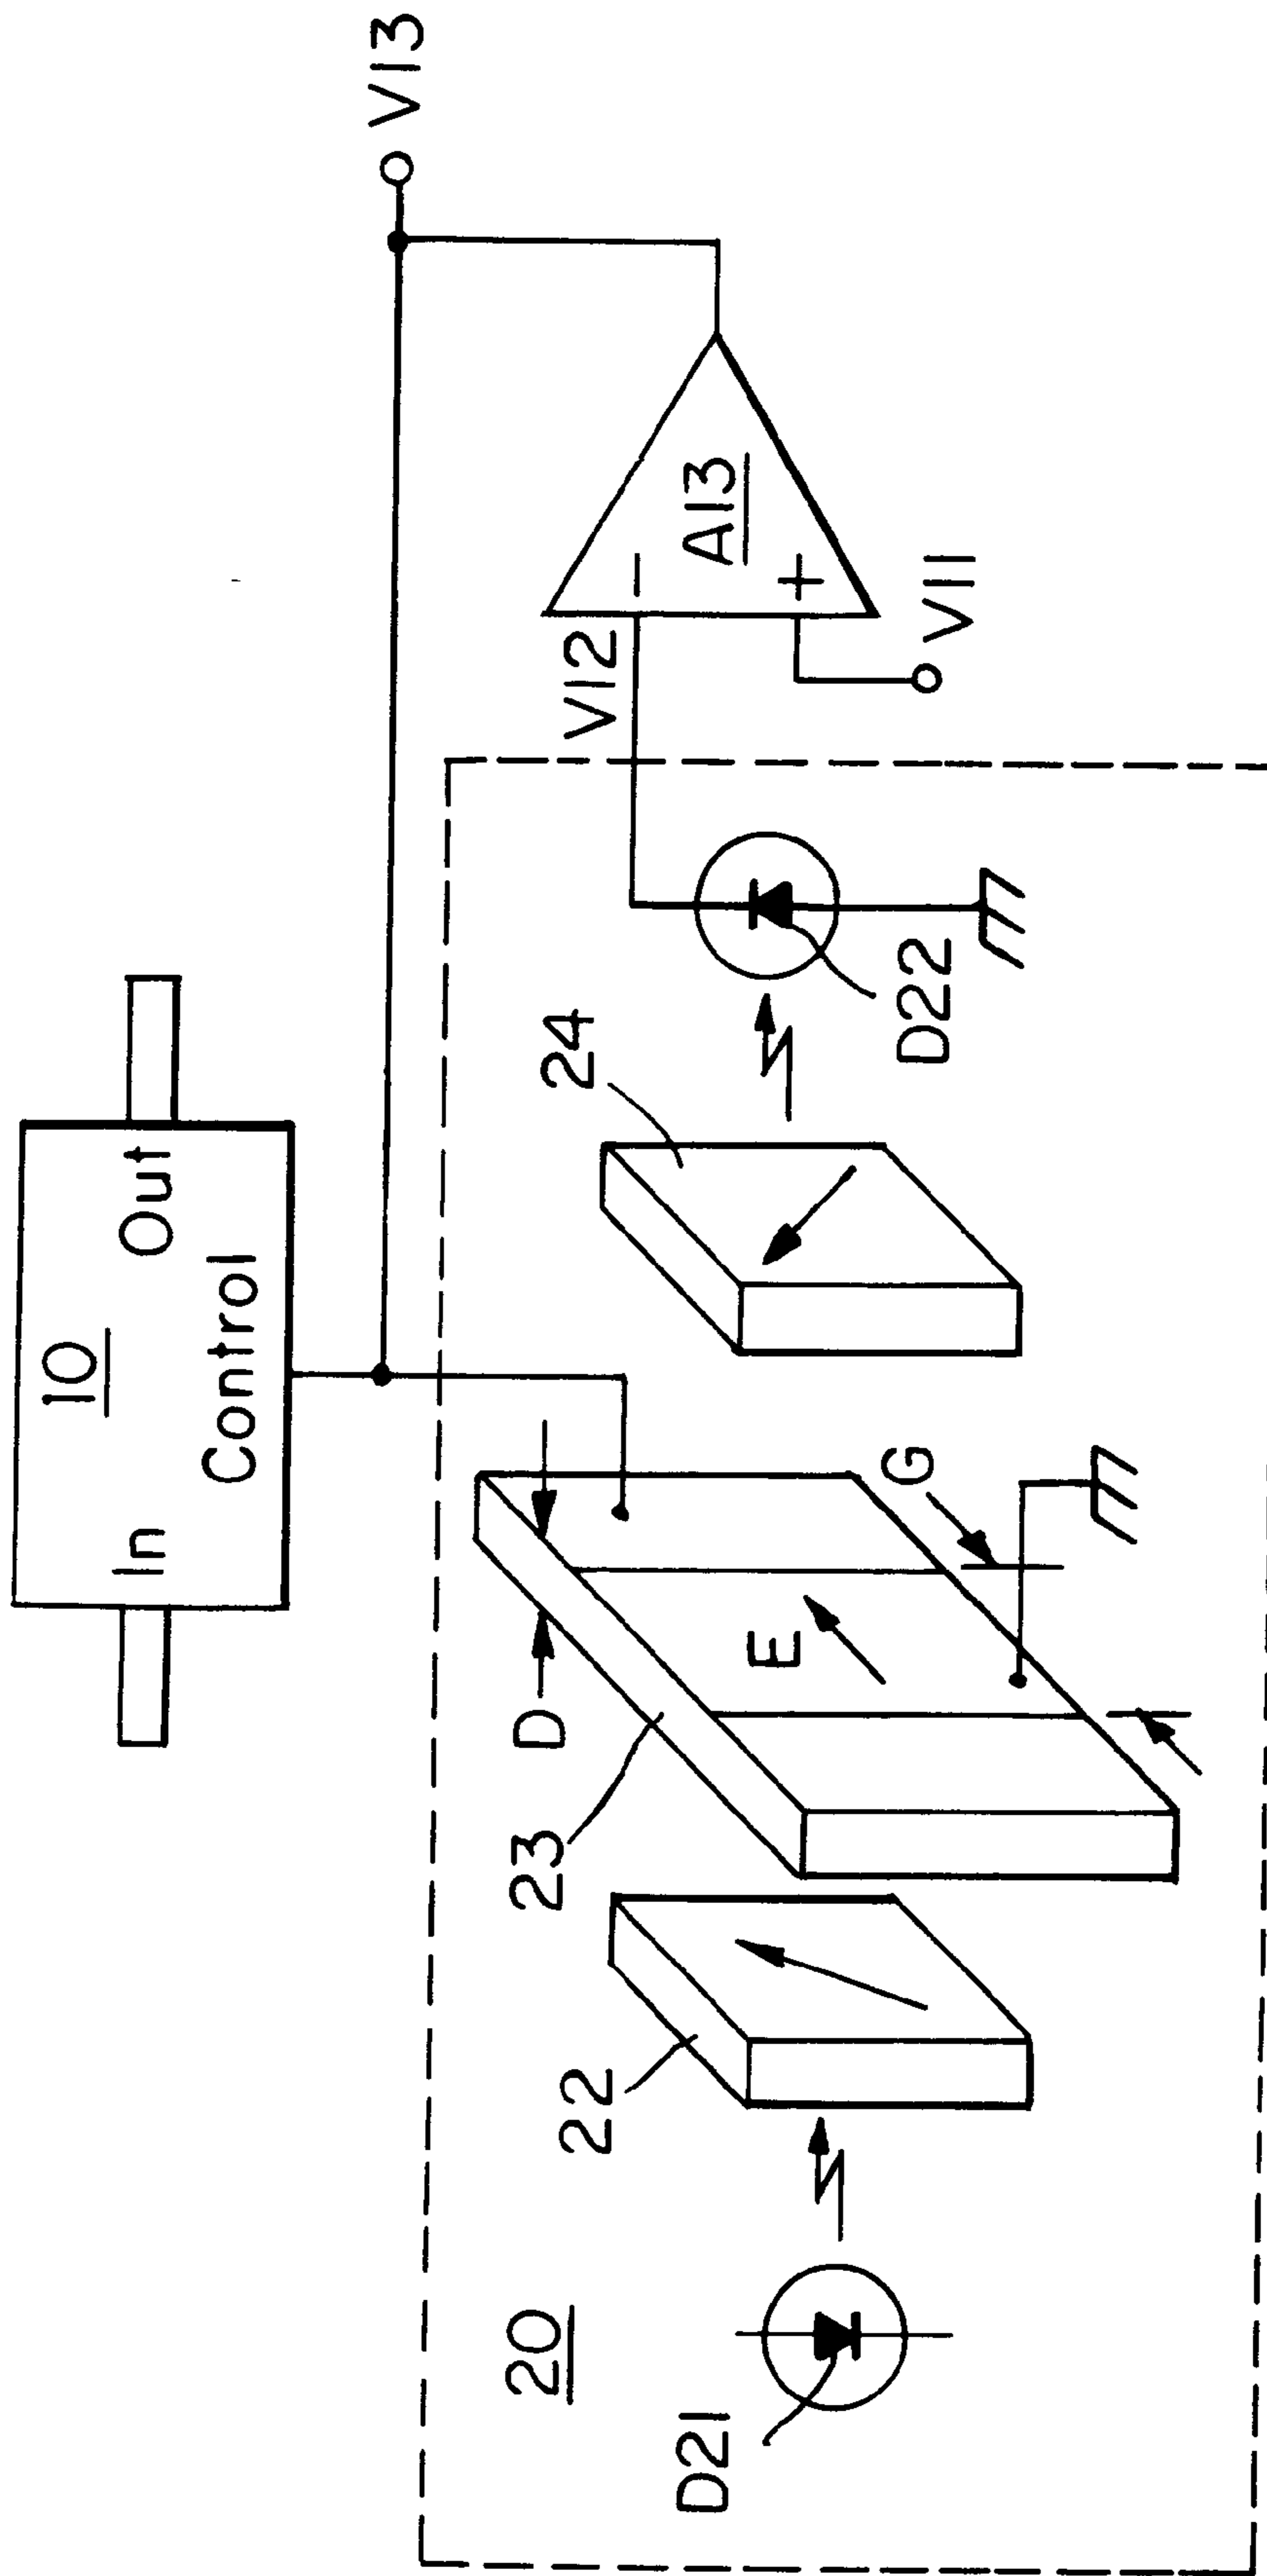 10
In
Out
Control
V13
20
D21
22
23
D
E
G
24
D22
V12
−
A13
+
V11